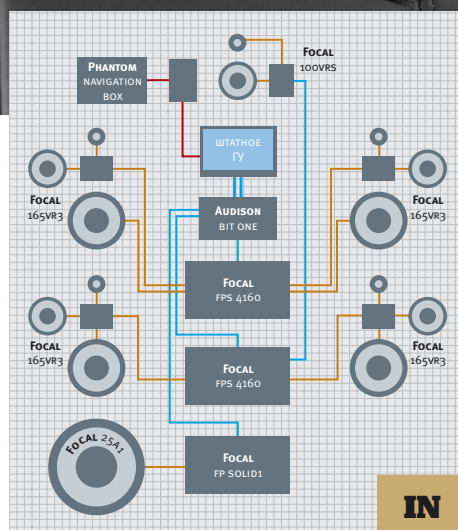 PHANTOM
NAVIGATION
BOX
FOCAL
100VRS
ШТАТНОЕ
ГУ
FOCAL
165VR3
AUDISON
BIT ONE
FOCAL
165VR3
FOCAL
FPS 4160
FOCAL
165VR3
FOCAL
FPS 4160
FOCAL
165VR3
FOCAL 25A1
FOCAL
FP SOLID1
IN